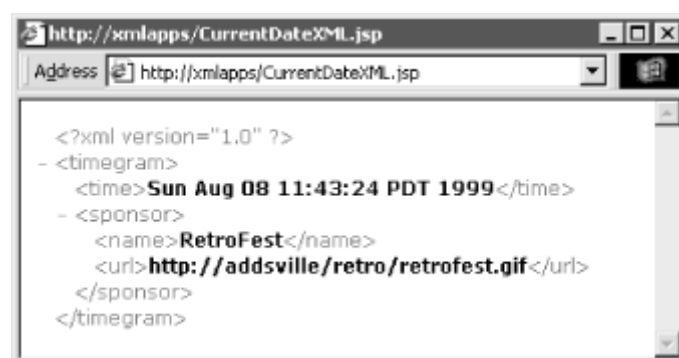 http://xmlapps/CurrentDateXML.jsp
Address http://xmlapps/CurrentDateXML.jsp
<?xml version="1.0" ?>
- <timegram>
<time>Sun Aug 08 11:43:24 PDT 1999</time>
- <sponsor>
<name>RetroFest</name>
<url>http://addsville/retro/retrofest.gif</url>
</sponsor>
</timegram>